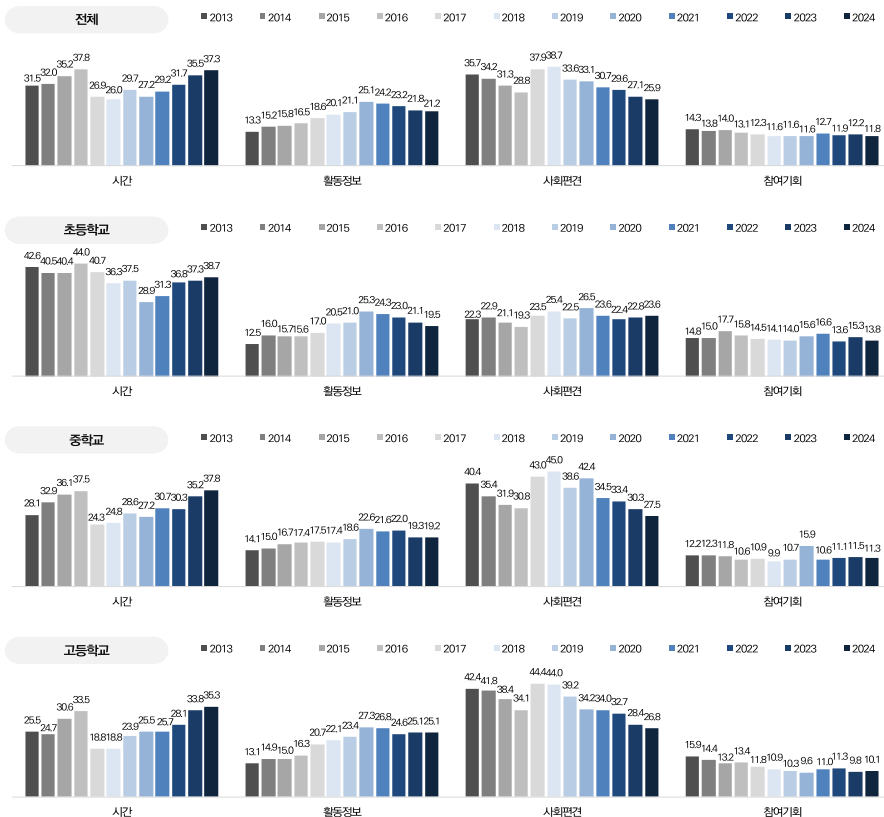 전체
2013 2014 2015 2016 2017 2018 2019 2020 2021 2022 2023 2024
31.5 32.0 35.2 37.8 26.9 26.0 29.7 27.2 29.2 31.7 35.5 37.3
13.3 15.2 15.8 16.5 18.6 20.1 21.1 25.1 24.2 23.2 21.8 21.2
35.7 34.2 31.3 28.8 37.9 38.7 33.6 33.1 30.7 29.6 27.1 25.9
14.3 13.8 14.0 13.1 12.3 11.6 11.6 11.6 12.7 11.9 12.2 11.8
시간 활동정보 사회편견 참여기회
초등학교
2013 2014 2015 2016 2017 2018 2019 2020 2021 2022 2023 2024
42.6 40.5 40.4 44.0 40.7 36.3 37.5 28.9 31.3 36.8 37.3 38.7
12.5 16.0 15.7 15.6 17.0 20.5 21.0 25.3 24.3 23.0 21.1 19.5
22.3 22.9 21.1 19.3 23.5 25.4 22.5 26.5 23.6 22.4 22.8 23.6
14.8 15.0 17.7 15.8 14.5 14.1 14.0 15.6 16.6 13.6 15.3 13.8
시간 활동정보 사회편견 참여기회
중학교
2013 2014 2015 2016 2017 2018 2019 2020 2021 2022 2023 2024
28.1 32.9 36.1 37.5 24.3 24.8 28.6 27.2 30.7 30.3 35.2 37.8
14.1 15.0 16.7 17.4 17.5 17.4 18.6 22.6 21.6 22.0 19.3 19.2
40.4 35.4 31.9 30.8 43.0 45.0 38.6 42.4 34.5 33.4 30.3 27.5
12.2 12.3 11.8 10.6 10.9 9.9 10.7 15.9 10.6 11.1 11.5 11.3
시간 활동정보 사회편견 참여기회
고등학교
2013 2014 2015 2016 2017 2018 2019 2020 2021 2022 2023 2024
25.5 24.7 30.6 33.5 18.8 18.8 23.9 25.5 25.7 28.1 33.8 35.3
13.1 14.9 15.0 16.3 20.7 22.1 23.4 27.3 26.8 24.6 25.1 25.1
42.4 41.8 38.4 34.1 44.4 44.0 39.2 34.2 34.0 32.7 28.4 26.8
15.9 14.4 13.2 13.4 11.8 10.9 10.3 9.6 11.0 11.3 9.8 10.1
시간 활동정보 사회편견 참여기회